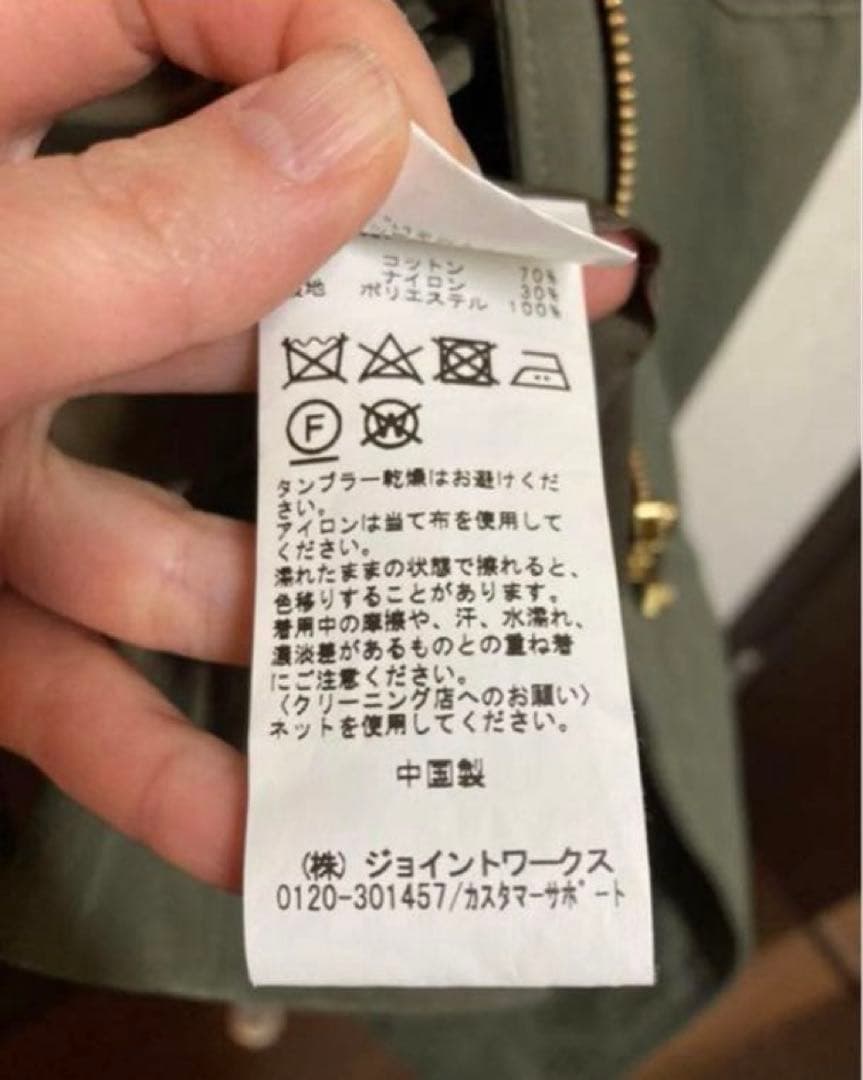 コットン 70%
ナイロン 30%
地 ポリエステル 100%
F
W
タンブラー乾燥はお避けくだ
さい。
アイロンは当て布を使用して
ください。
濡れたままの状態で擦れると、
色移りすることがあります。
着用中の摩擦や、汗、水濡れ、
濃淡差があるものとの重ね着
にご注意ください。
〈クリーニング店へのお願い〉
ネットを使用してください。
中国製
(株) ジョイントワークス
0120-301457/カスタマーサポート